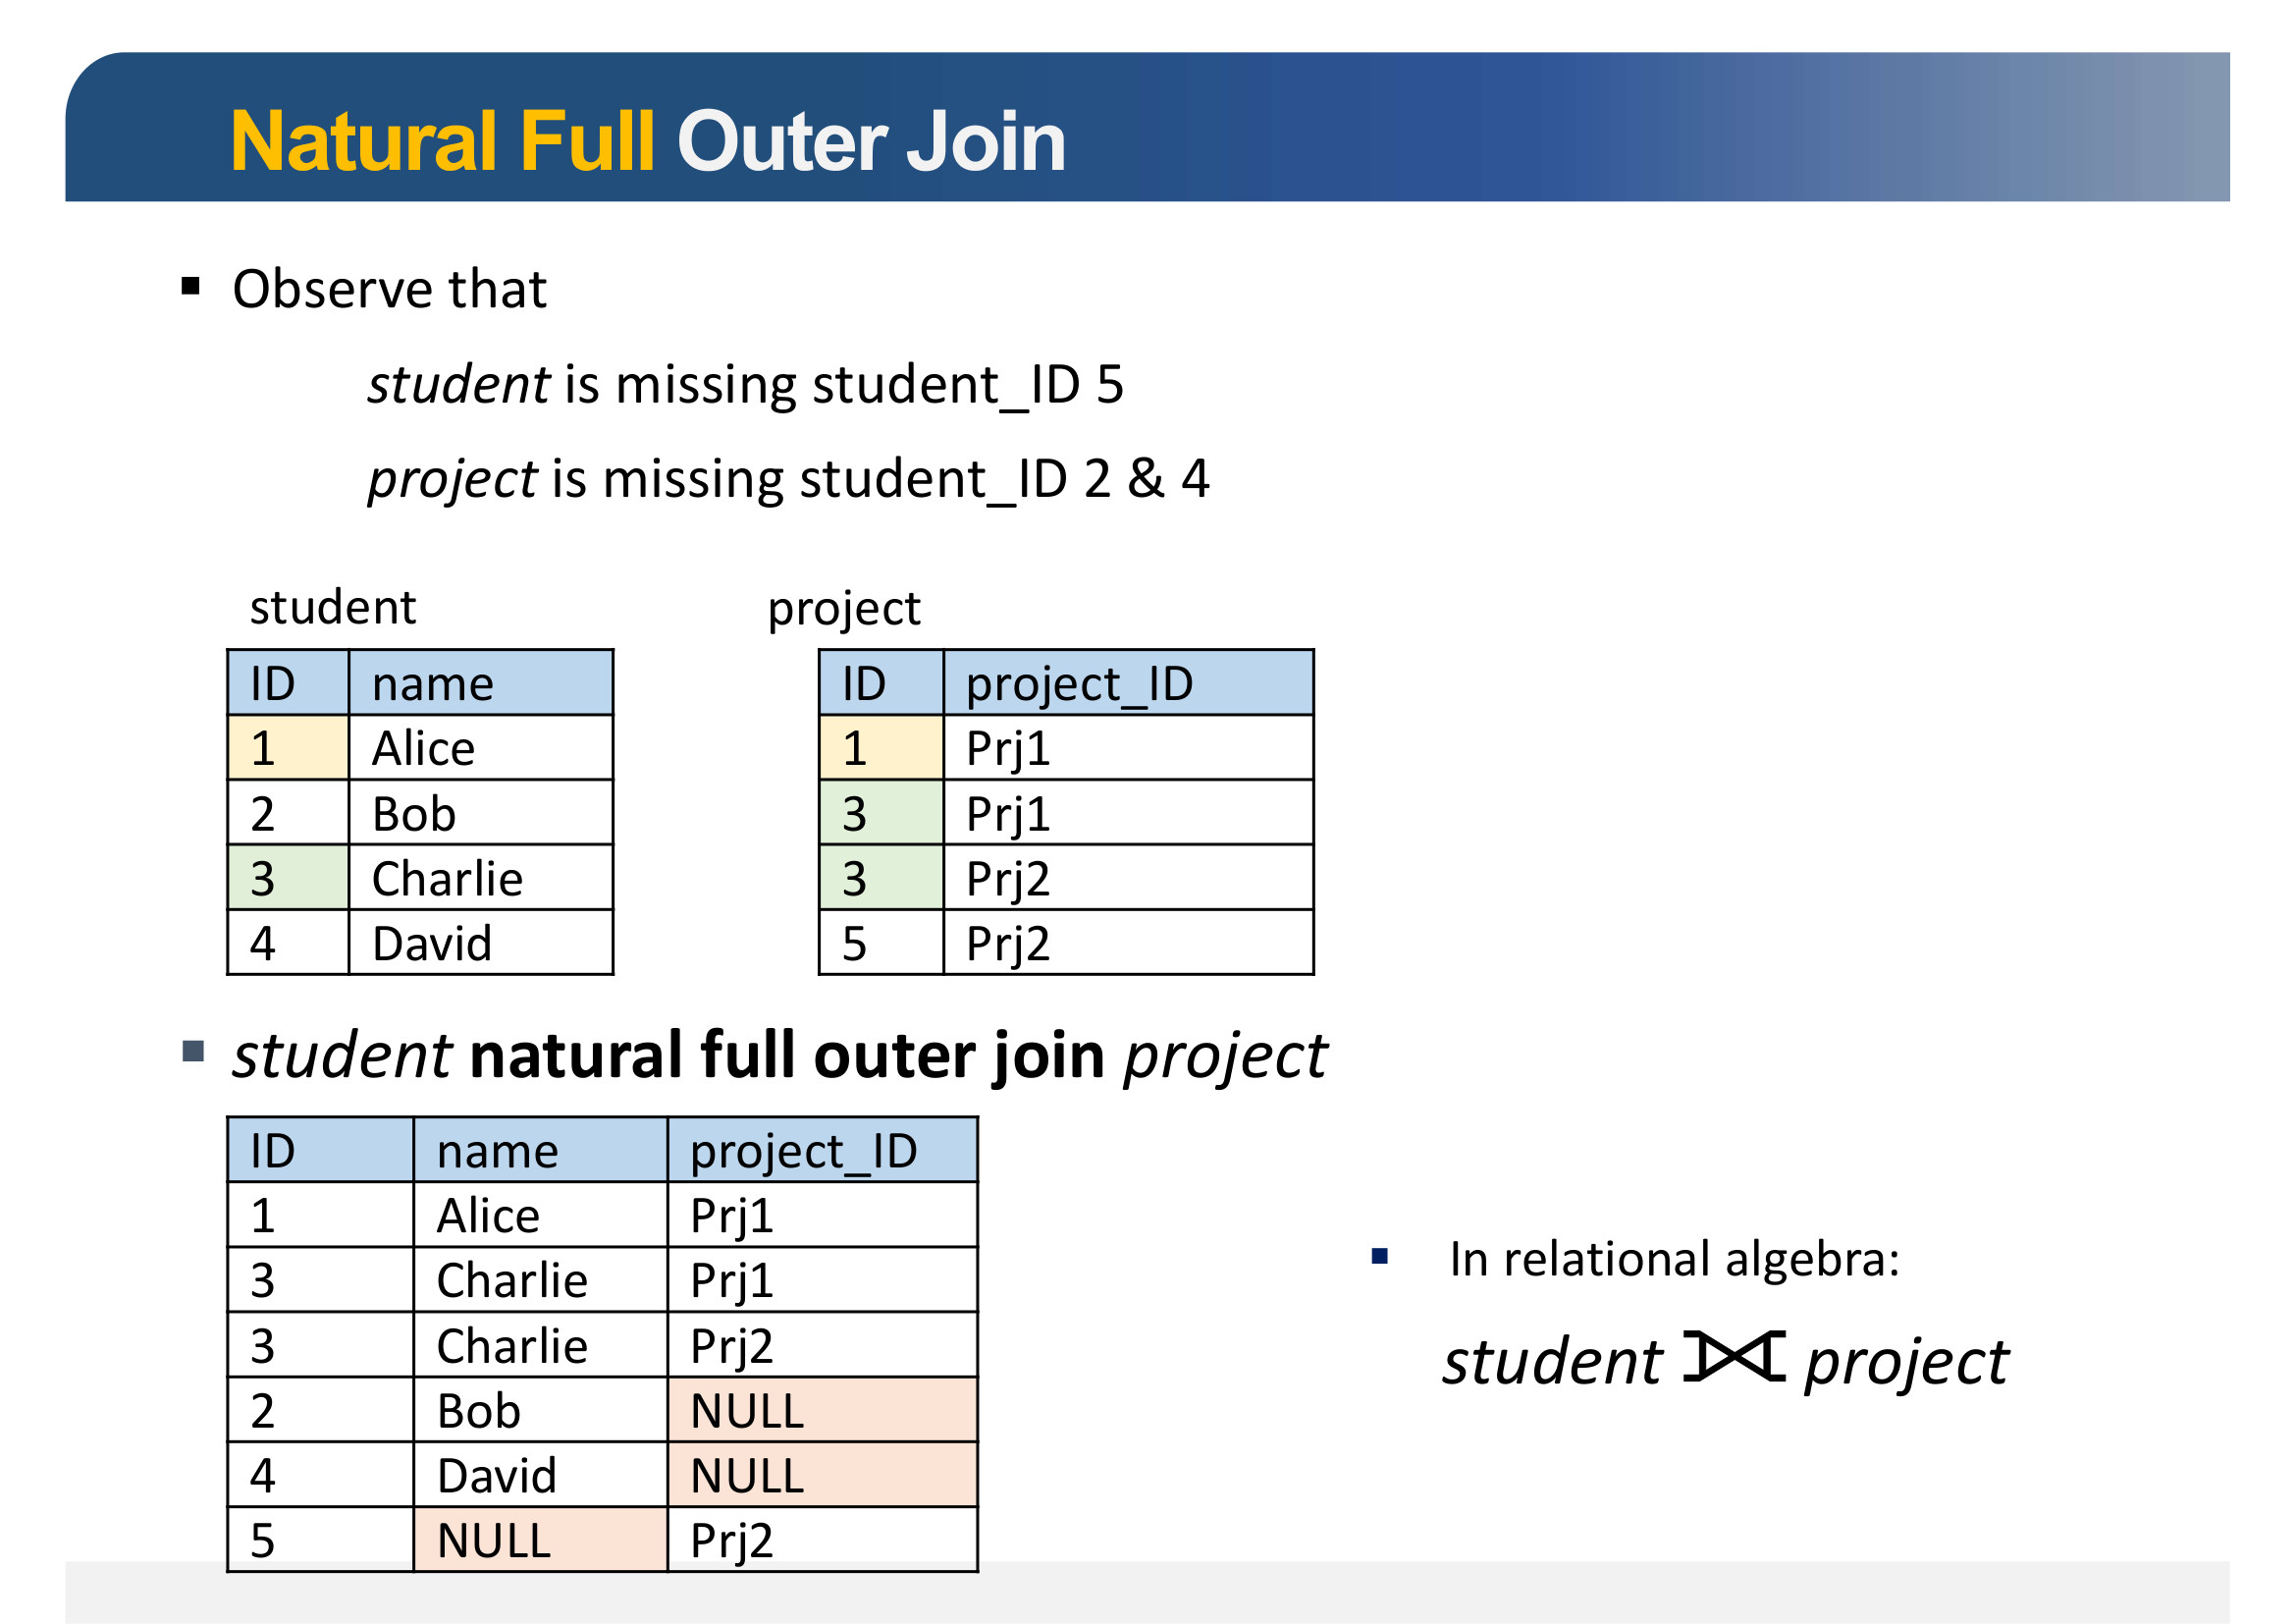 Natural Full Outer Join
▪ Observe that
student is missing student_ID 5
project is missing student_ID 2 & 4
student
ID name
1 Alice
2 Bob
3 Charlie
4 David
project
ID project_ID
1 Prj1
3 Prj1
3 Prj2
5 Prj2
▪ student natural full outer join project
ID name project_ID
1 Alice Prj1
3 Charlie Prj1
3 Charlie Prj2
2 Bob NULL
4 David NULL
5 NULL Prj2
▪ In relational algebra:
student ⟗ project